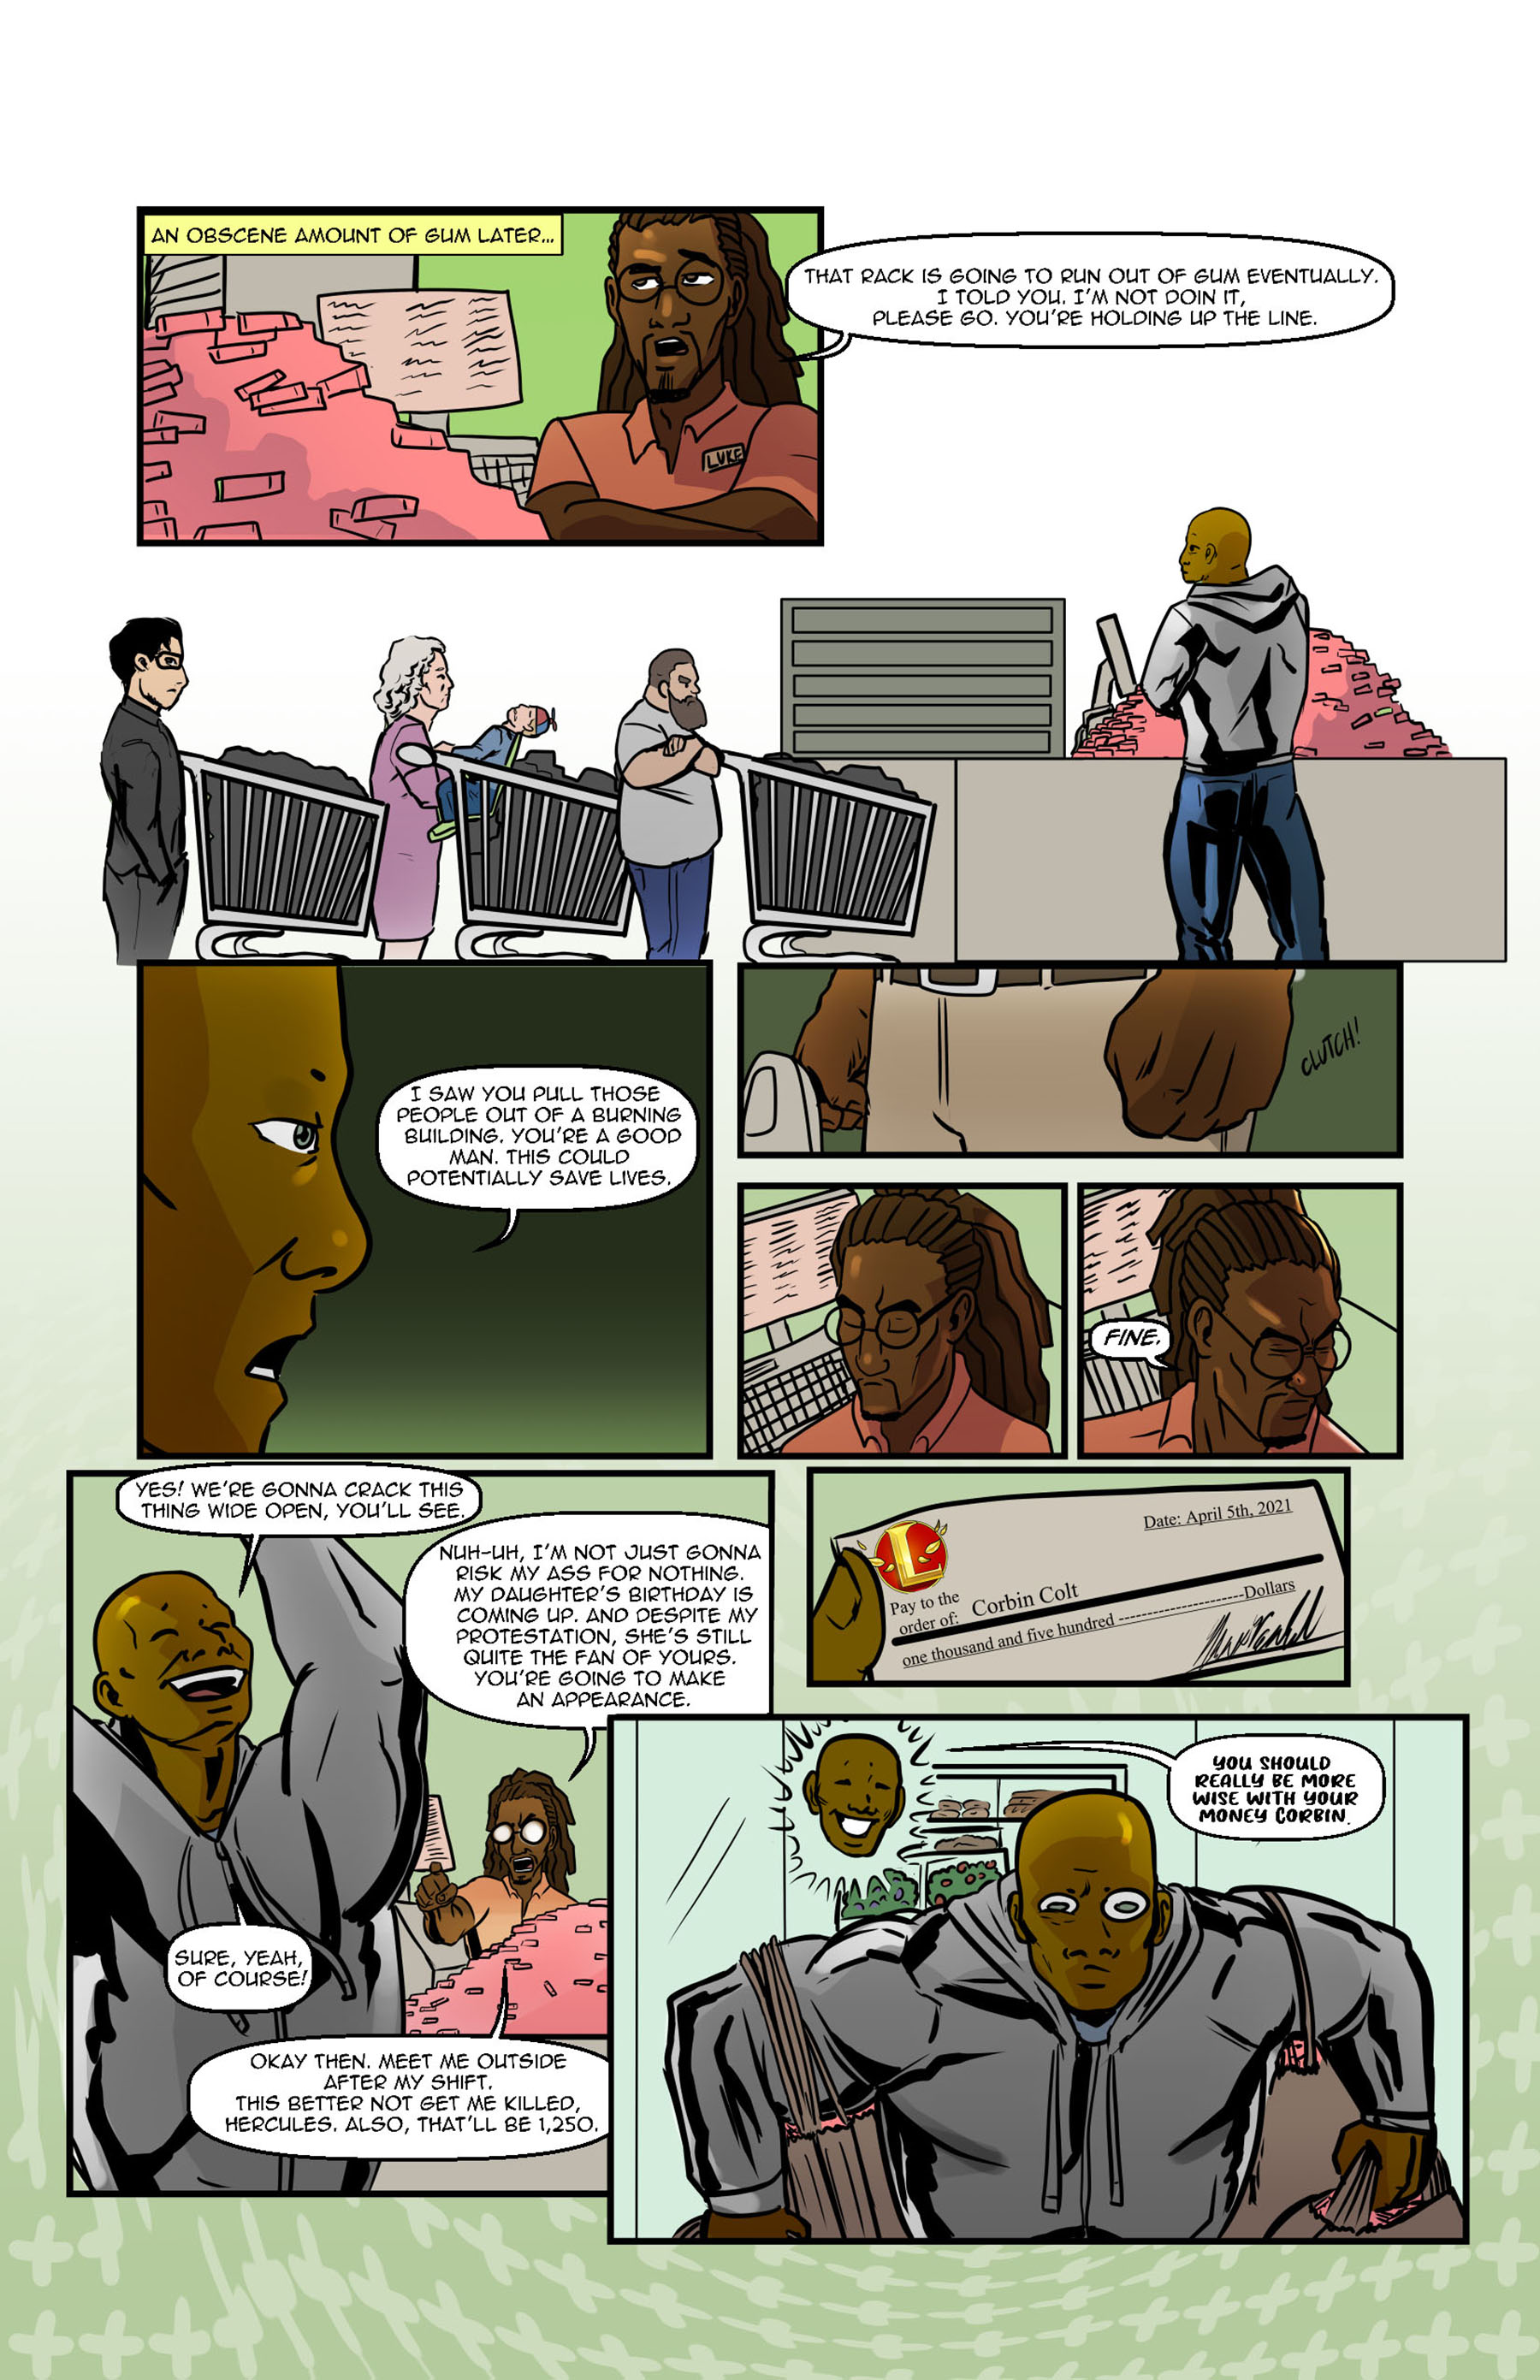 AN OBSCENE AMOUNT OF GUM LATER...
THAT RACK IS GOING TO RUN OUT OF GUM EVENTUALLY.
I TOLD YOU. I'M NOT DOIN IT,
PLEASE GO. YOU'RE HOLDING UP THE LINE.
LUKE
I SAW YOU PULL THOSE
PEOPLE OUT OF A BURNING
BUILDING. YOU'RE A GOOD
MAN. THIS COULD
POTENTIALLY SAVE LIVES.
CLUTCH!
FINE.
YES! WE'RE GONNA CRACK THIS
THING WIDE OPEN, YOU'LL SEE.
NUH-UH, I'M NOT JUST GONNA
RISK MY ASS FOR NOTHING.
MY DAUGHTER'S BIRTHDAY IS
COMING UP. AND DESPITE MY
PROTESTATION, SHE'S STILL
QUITE THE FAN OF YOURS.
YOU'RE GOING TO MAKE
AN APPEARANCE.
SURE, YEAH,
OF COURSE!
OKAY THEN. MEET ME OUTSIDE
AFTER MY SHIFT.
THIS BETTER NOT GET ME KILLED,
HERCULES. ALSO, THAT'LL BE 1,250.
Date: April 5th, 2021
L
Pay to the
order of: Corbin Colt
one thousand and five hundred ----------------------Dollars
YOU SHOULD
REALLY BE MORE
WISE WITH YOUR
MONEY CORBIN.